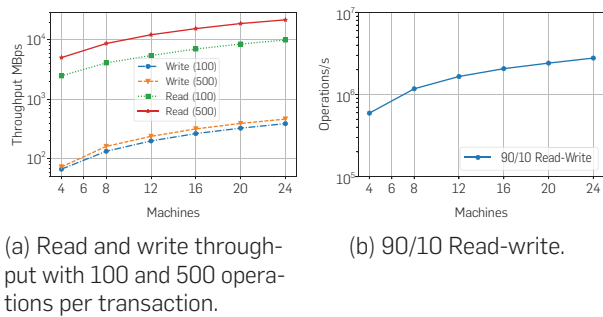 Throughput MBps
10^4
10^3
10^2
Write (100)
Write (500)
Read (100)
Read (500)
4 6 8 12 16 20 24
Machines
(a) Read and write through-
put with 100 and 500 opera-
tions per transaction.
Operations/s
10^7
10^6
10^5
90/10 Read-Write
4 6 8 12 16 20 24
Machines
(b) 90/10 Read-write.